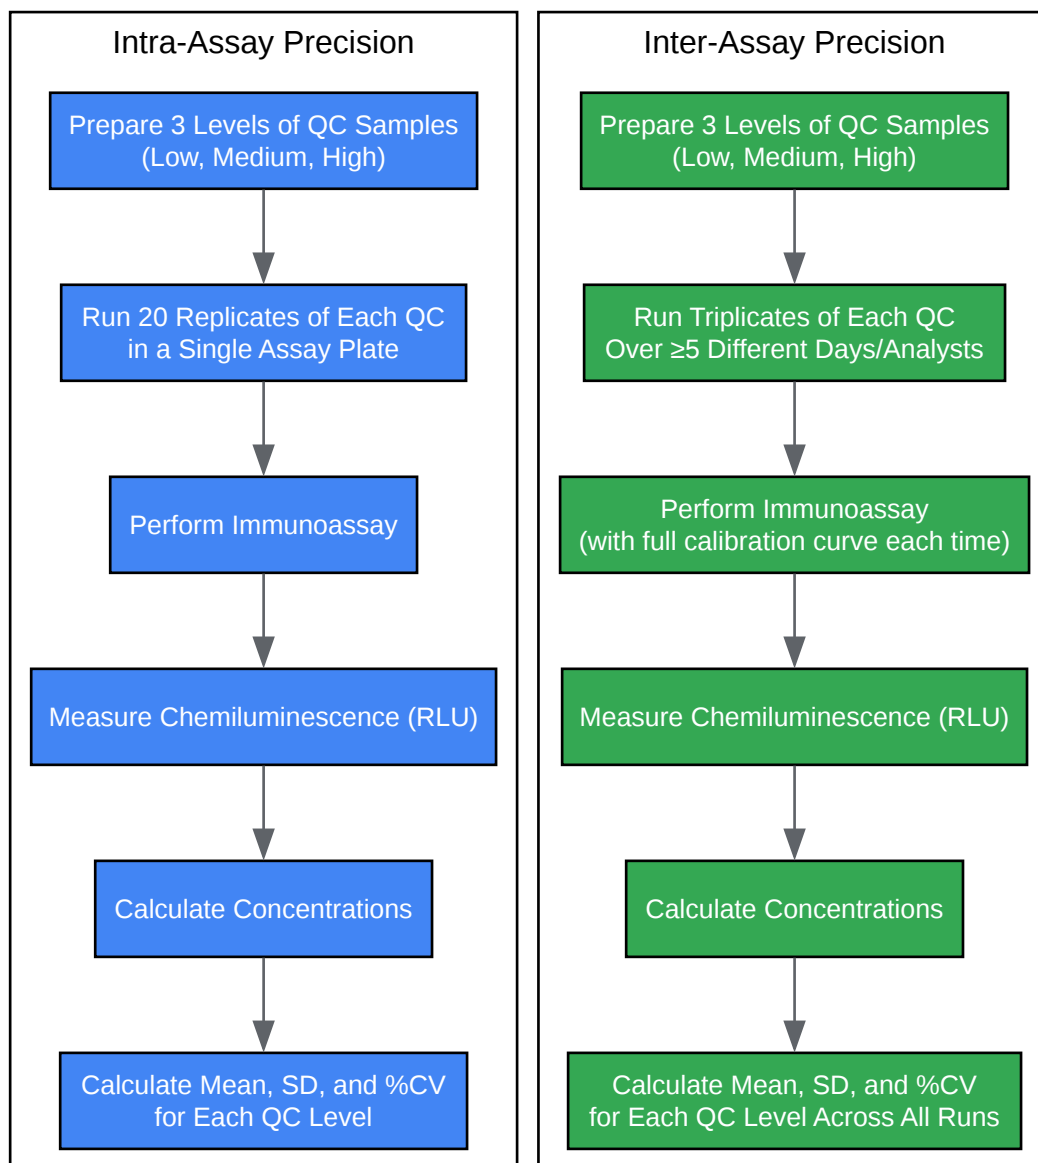 Intra-Assay Precision
Prepare 3 Levels of QC Samples
(Low, Medium, High)
Run 20 Replicates of Each QC
in a Single Assay Plate
Perform Immunoassay
Measure Chemiluminescence (RLU)
Calculate Concentrations
Calculate Mean, SD, and %CV
for Each QC Level
Inter-Assay Precision
Prepare 3 Levels of QC Samples
(Low, Medium, High)
Run Triplicates of Each QC
Over ≥5 Different Days/Analysts
Perform Immunoassay
(with full calibration curve each time)
Measure Chemiluminescence (RLU)
Calculate Concentrations
Calculate Mean, SD, and %CV
for Each QC Level Across All Runs